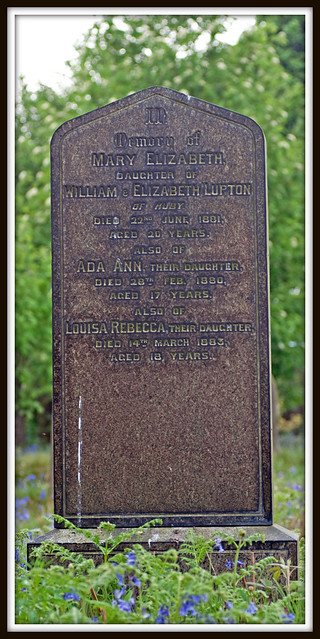 In
Memory of
MARY ELIZABETH,
DAUGHTER OF
WILLIAM & ELIZABETH LUPTON
OF HUBY.
DIED 22ND JUNE, 1881,
AGED 20 YEARS.
ALSO OF
ADA ANN, THEIR DAUGHTER,
DIED 28TH FEB. 1880,
AGED 17 YEARS.
ALSO OF
LOUISA REBECCA, THEIR DAUGHTER,
DIED 14TH MARCH 1883,
AGED 18, YEARS.